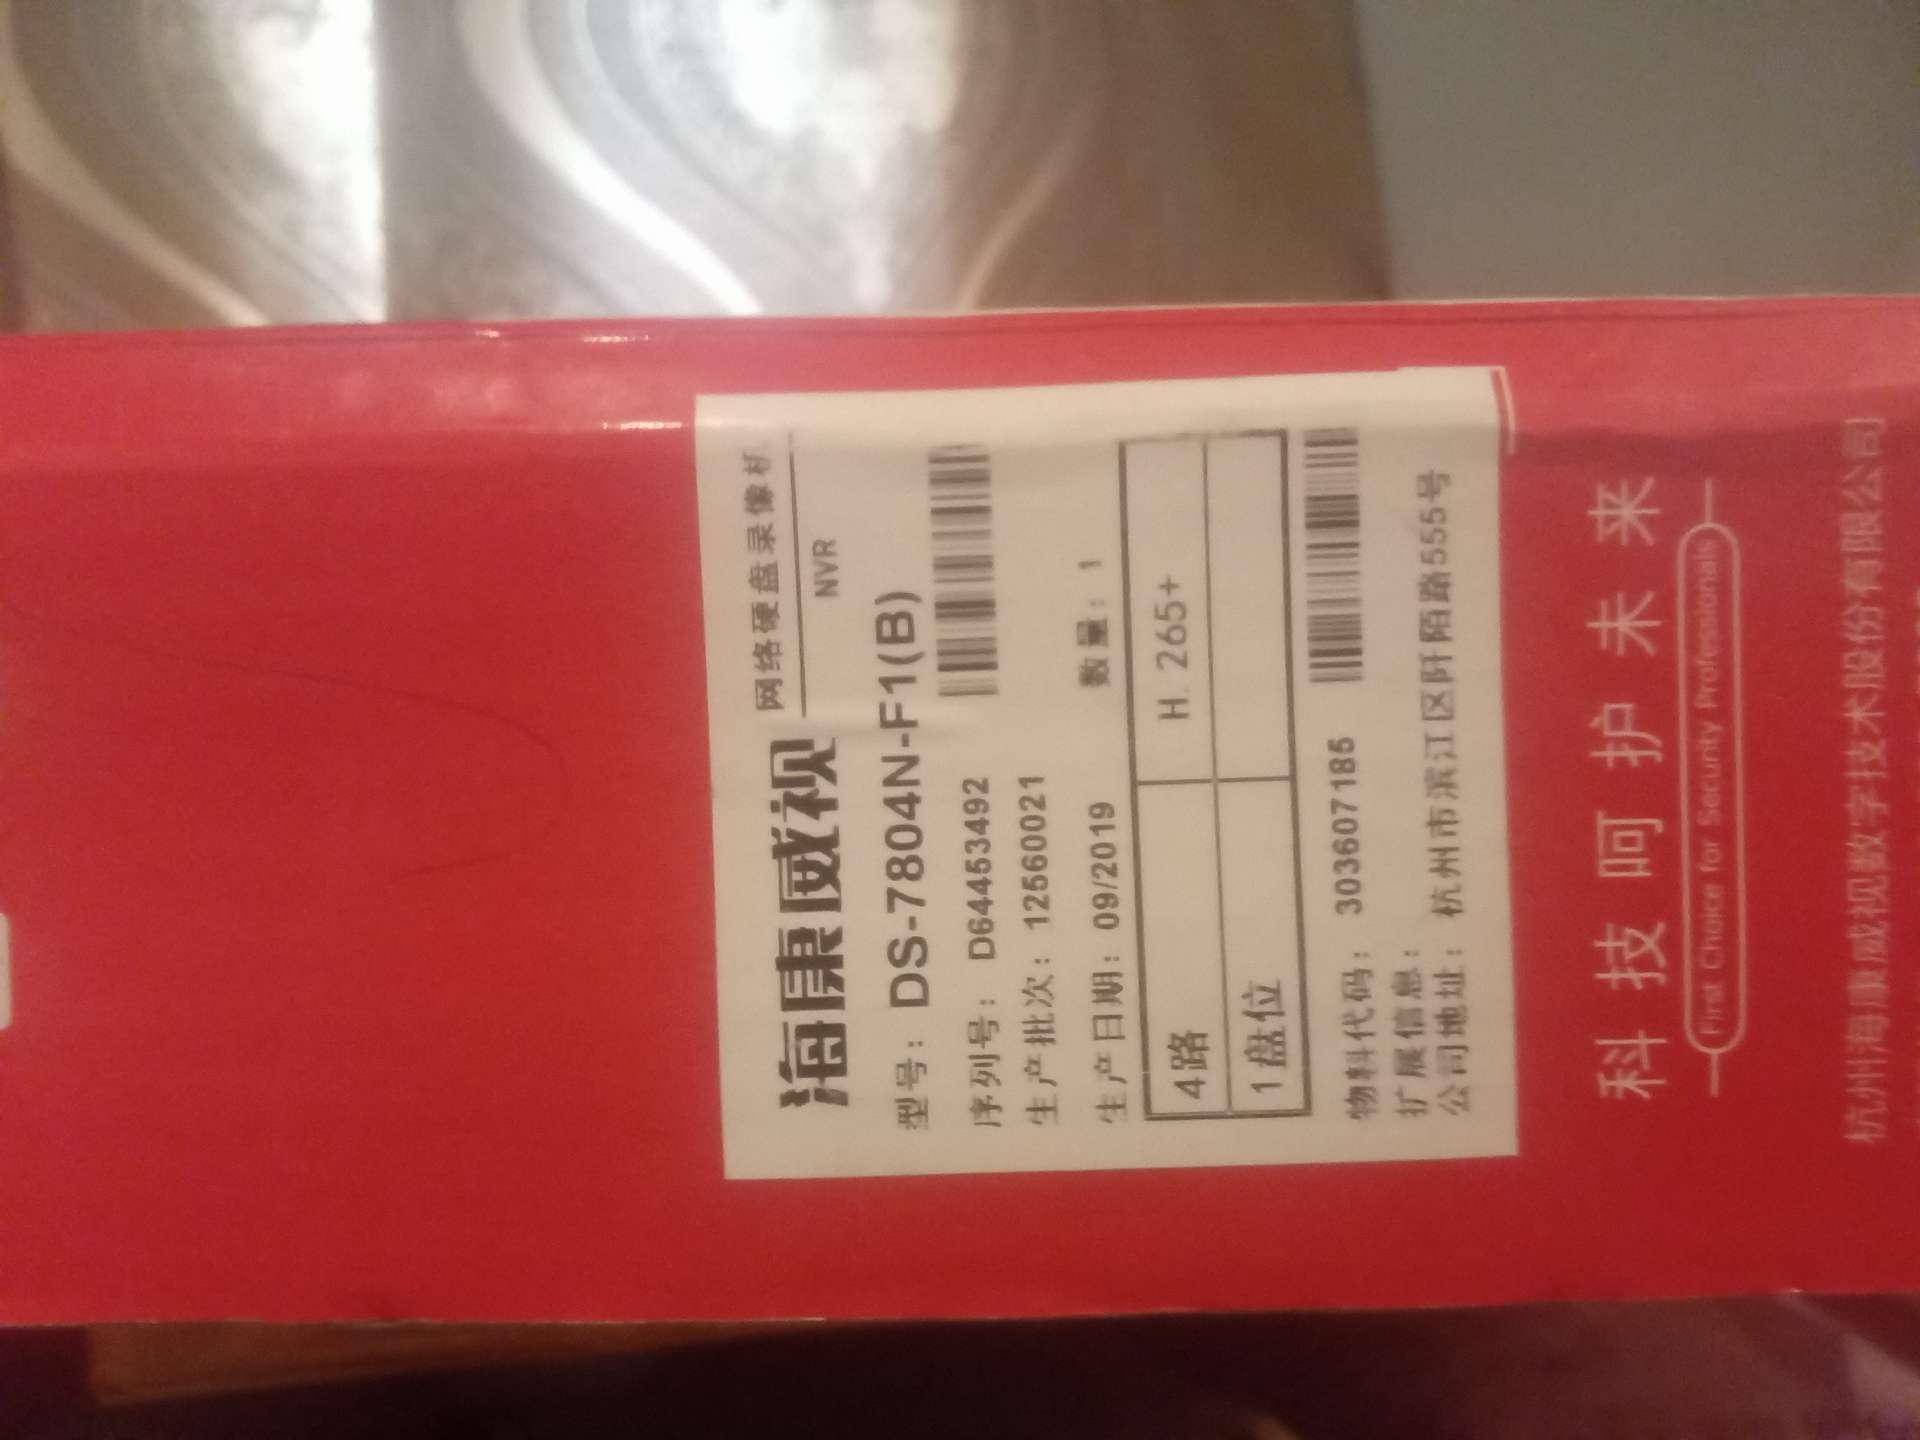 海康威视 网络硬盘录像机
NVR
型号: DS-7804N-F1(B)
序列号: D64453492
生产批次: 12560021
生产日期: 09/2019 数量: 1
4路 H.265+
1盘位
物料代码: 303607185
扩展信息:
公司地址: 杭州市滨江区阡陌路555号
科技呵护未来
First Choice for Security Professionals
杭州海康威视数字技术股份有限公司